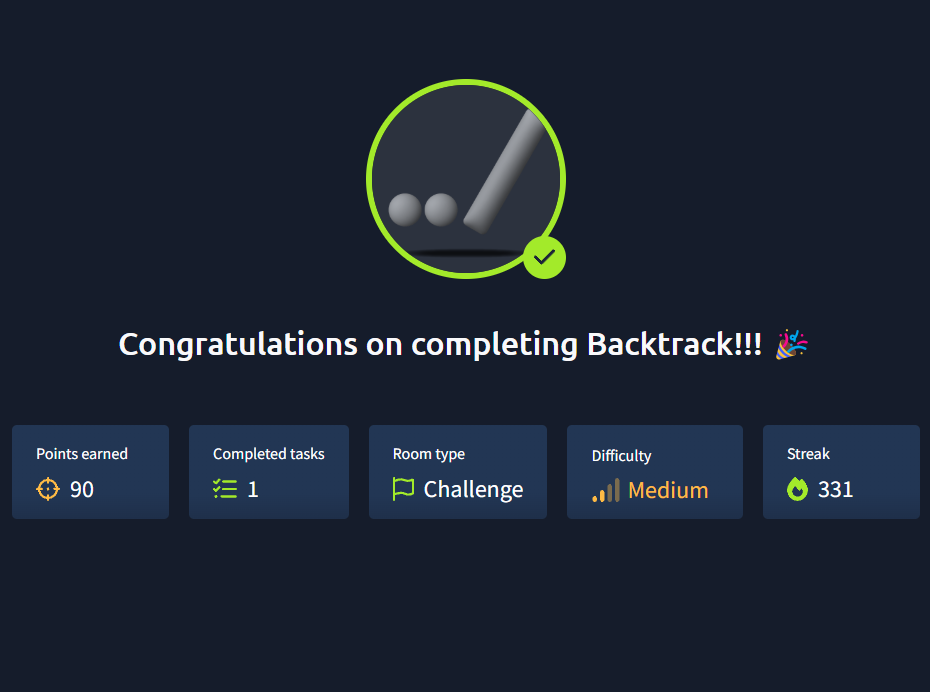 Congratulations on completing Backtrack!!! 🎉
Points earned
90
Completed tasks
1
Room type
Challenge
Difficulty
Medium
Streak
331